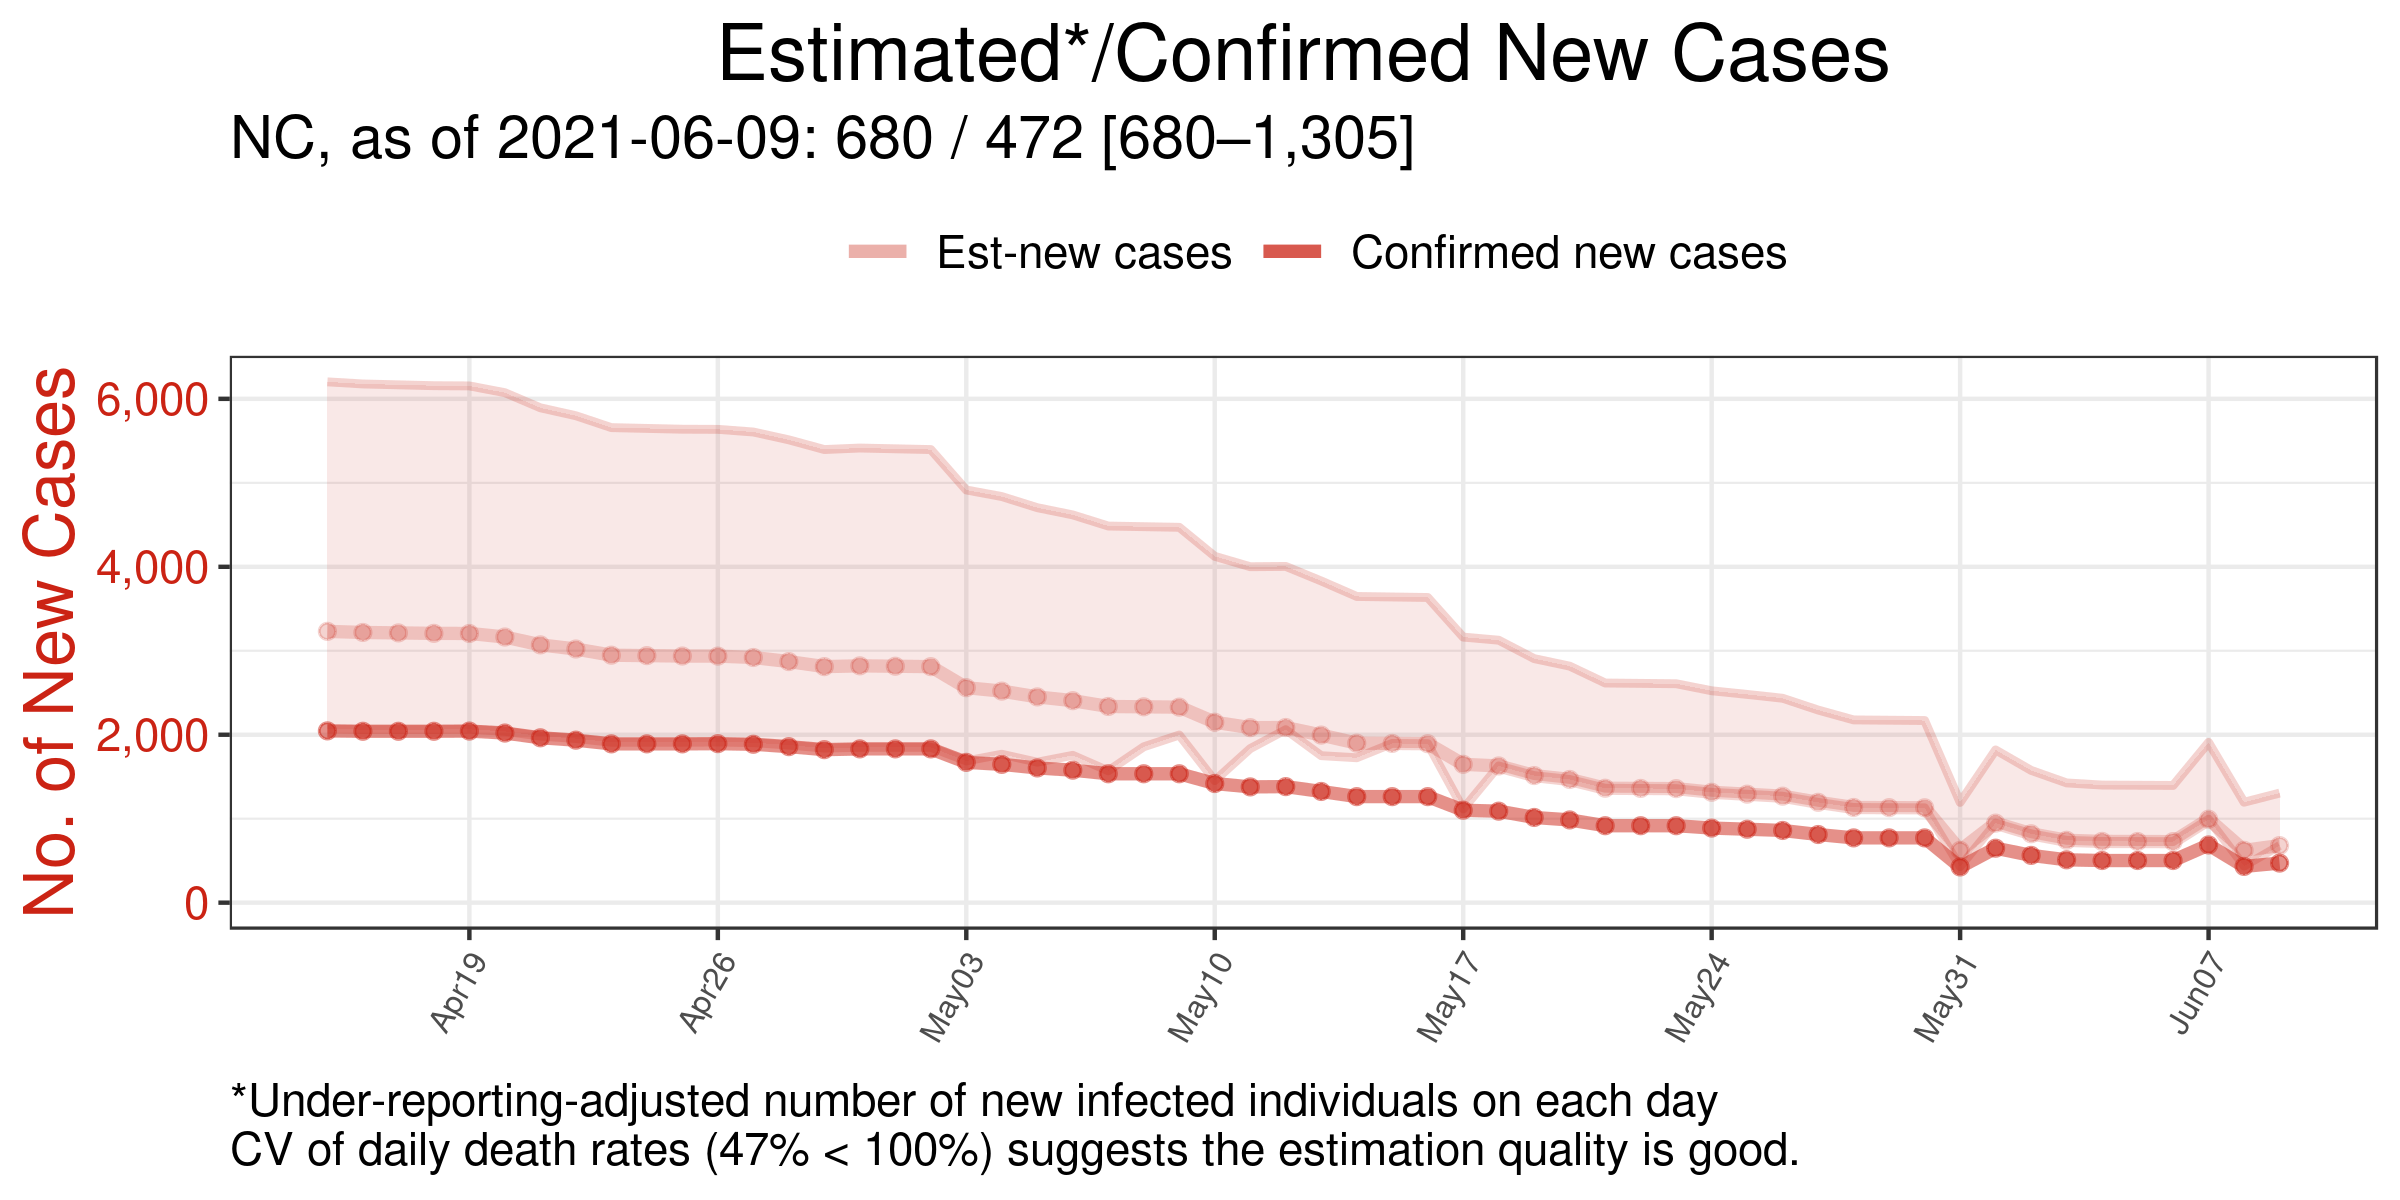 Estimated*/Confirmed New Cases
NC, as of 2021-06-09: 680 / 472 [680–1,305]
Est-new cases
Confirmed new cases
No. of New Cases
6,000
4,000
2,000
0
Apr19
Apr26
May03
May10
May17
May24
May31
Jun07
*Under-reporting-adjusted number of new infected individuals on each day
CV of daily death rates (47% < 100%) suggests the estimation quality is good.